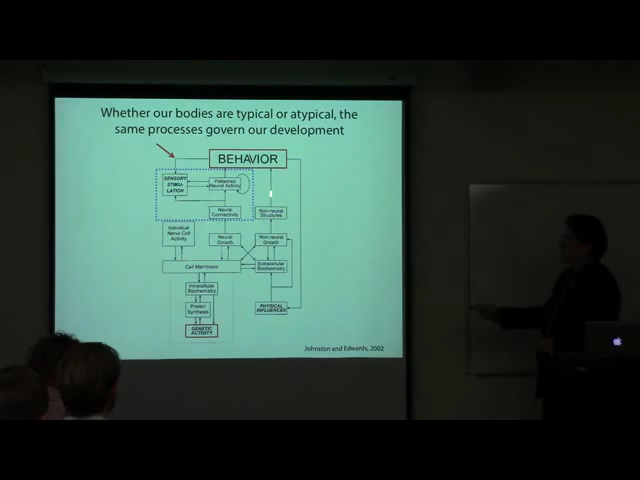 Whether our bodies are typical or atypical, the
same processes govern our development
BEHAVIOR
SENSORY
STIMU-
LATION
Patterned
Neural Activity
Neural
Connectivity
Non-neural
Structures
Individual
Nerve Cell
Activity
Neural
Growth
Non-neural
Growth
Cell Membrane
Extracellular
Biochemistry
Intracellular
Biochemistry
Protein
Synthesis
PHYSICAL
INFLUENCES
GENETIC
ACTIVITY
Johnston and Edwards, 2002